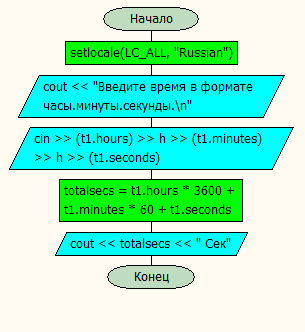 Начало
setlocale(LC_ALL, "Russian")
cout << "Введите время в формате
часы.минуты.секунды.\n"
cin >> (t1.hours) >> h >> (t1.minutes)
>> h >> (t1.seconds)
totalsecs = t1.hours * 3600 +
t1.minutes * 60 + t1.seconds
cout << totalsecs << " Сек"
Конец